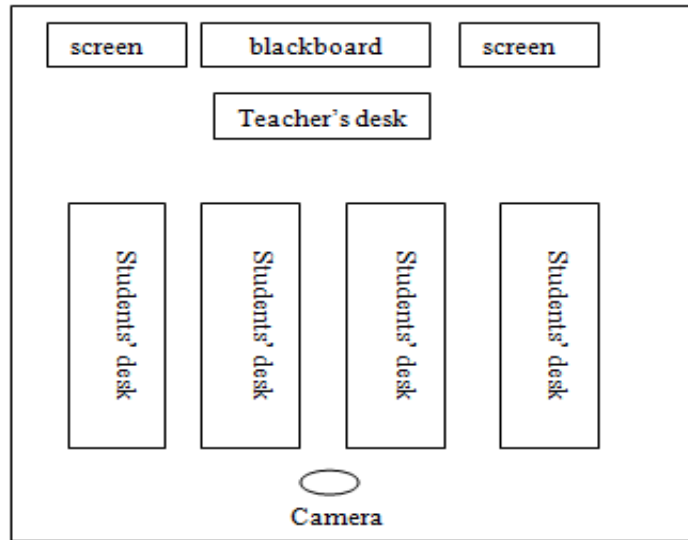 screen
blackboard
screen
Teacher's desk
Students' desk
Students' desk
Students' desk
Students' desk
Camera